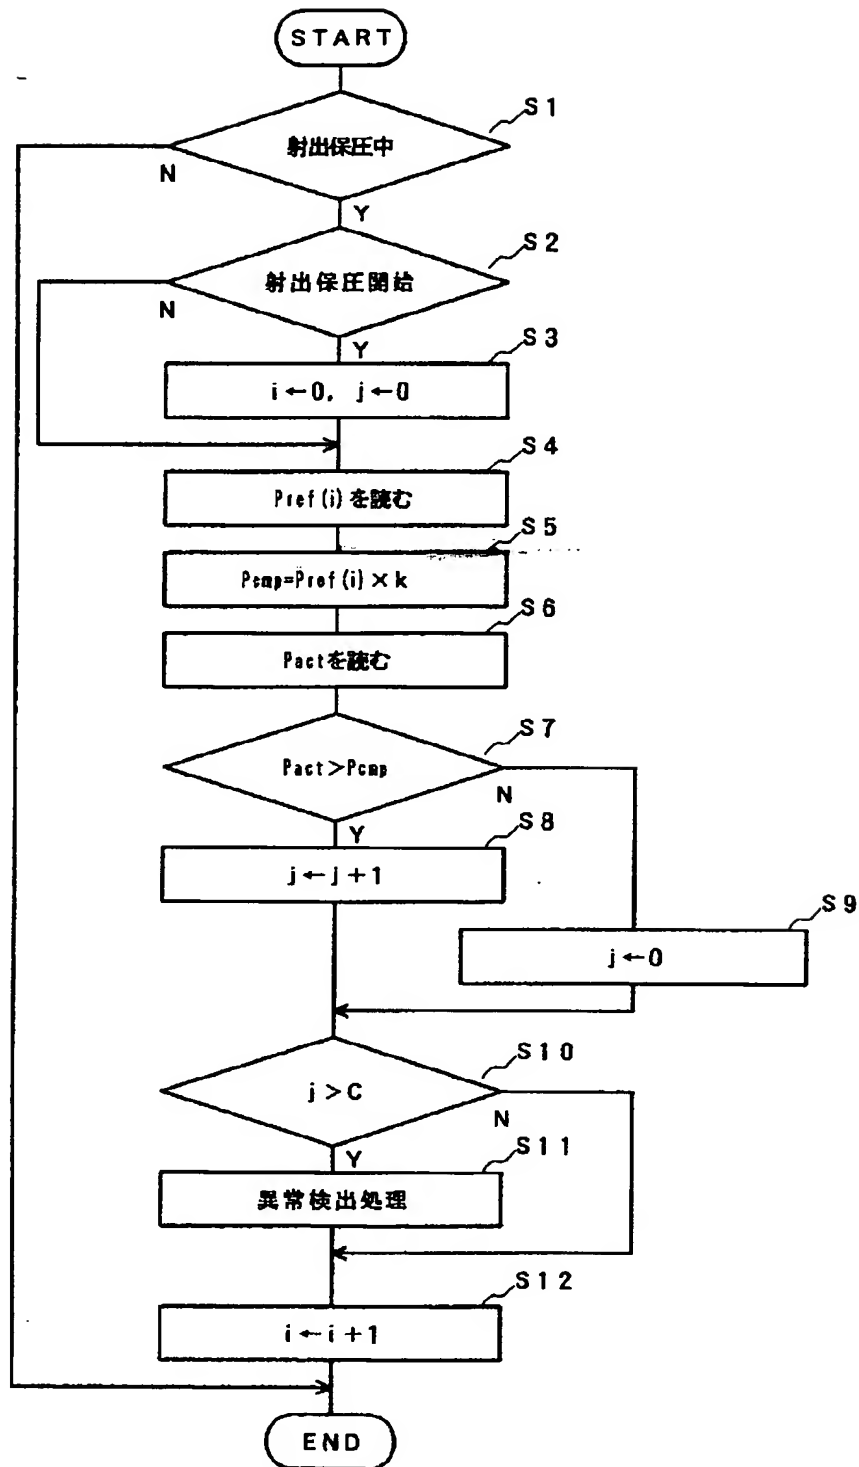 START
S1
射出保圧中
N
Y
S2
射出保圧開始
N
Y
S3
i←0, j←0
S4
Pref(i)を読む
S5
Pcmp=Pref(i)×k
S6
Pactを読む
S7
Pact>Pcmp
N
Y
S8
j←j+1
S9
j←0
S10
j>C
N
Y
S11
異常検出処理
S12
i←i+1
END